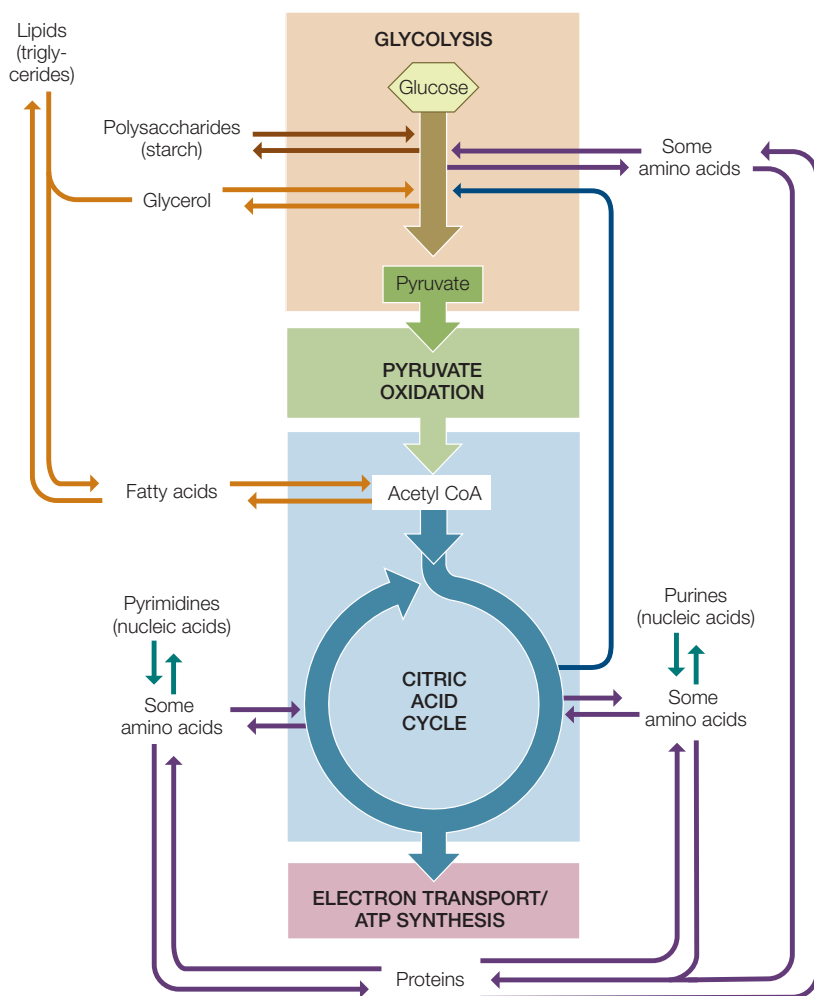 Lipids
(trigly-
cerides)
GLYCOLYSIS
Glucose
Polysaccharides
(starch)
Some
amino acids
Glycerol
Pyruvate
PYRUVATE
OXIDATION
Fatty acids
Acetyl CoA
Pyrimidines
(nucleic acids)
Purines
(nucleic acids)
Some
amino acids
CITRIC
ACID
CYCLE
Some
amino acids
ELECTRON TRANSPORT/
ATP SYNTHESIS
Proteins